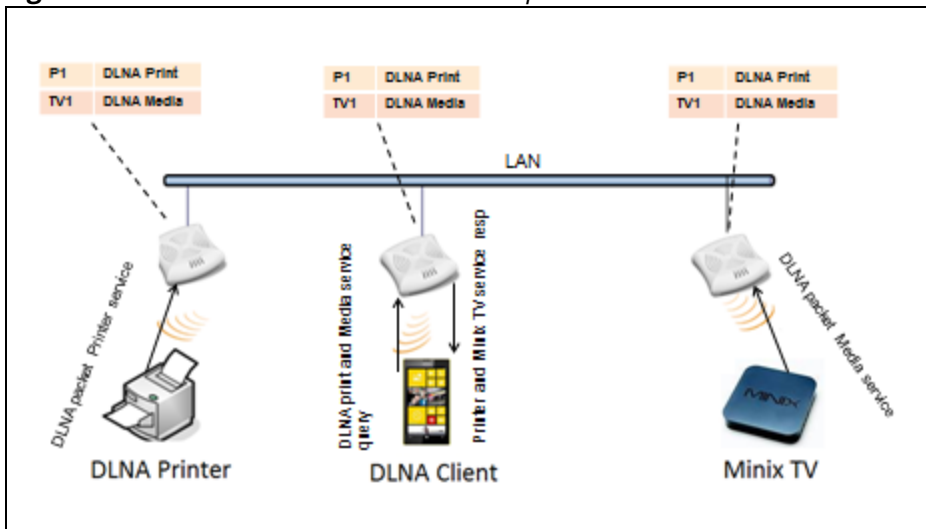 P1 DLNA Print
TV1 DLNA Media
P1 DLNA Print
TV1 DLNA Media
P1 DLNA Print
TV1 DLNA Media
LAN
DLNA packet Printer service
DLNA print and Media service
query
Printer and Minix TV service resp
DLNA packet Media service
MINIX
DLNA Printer
DLNA Client
Minix TV